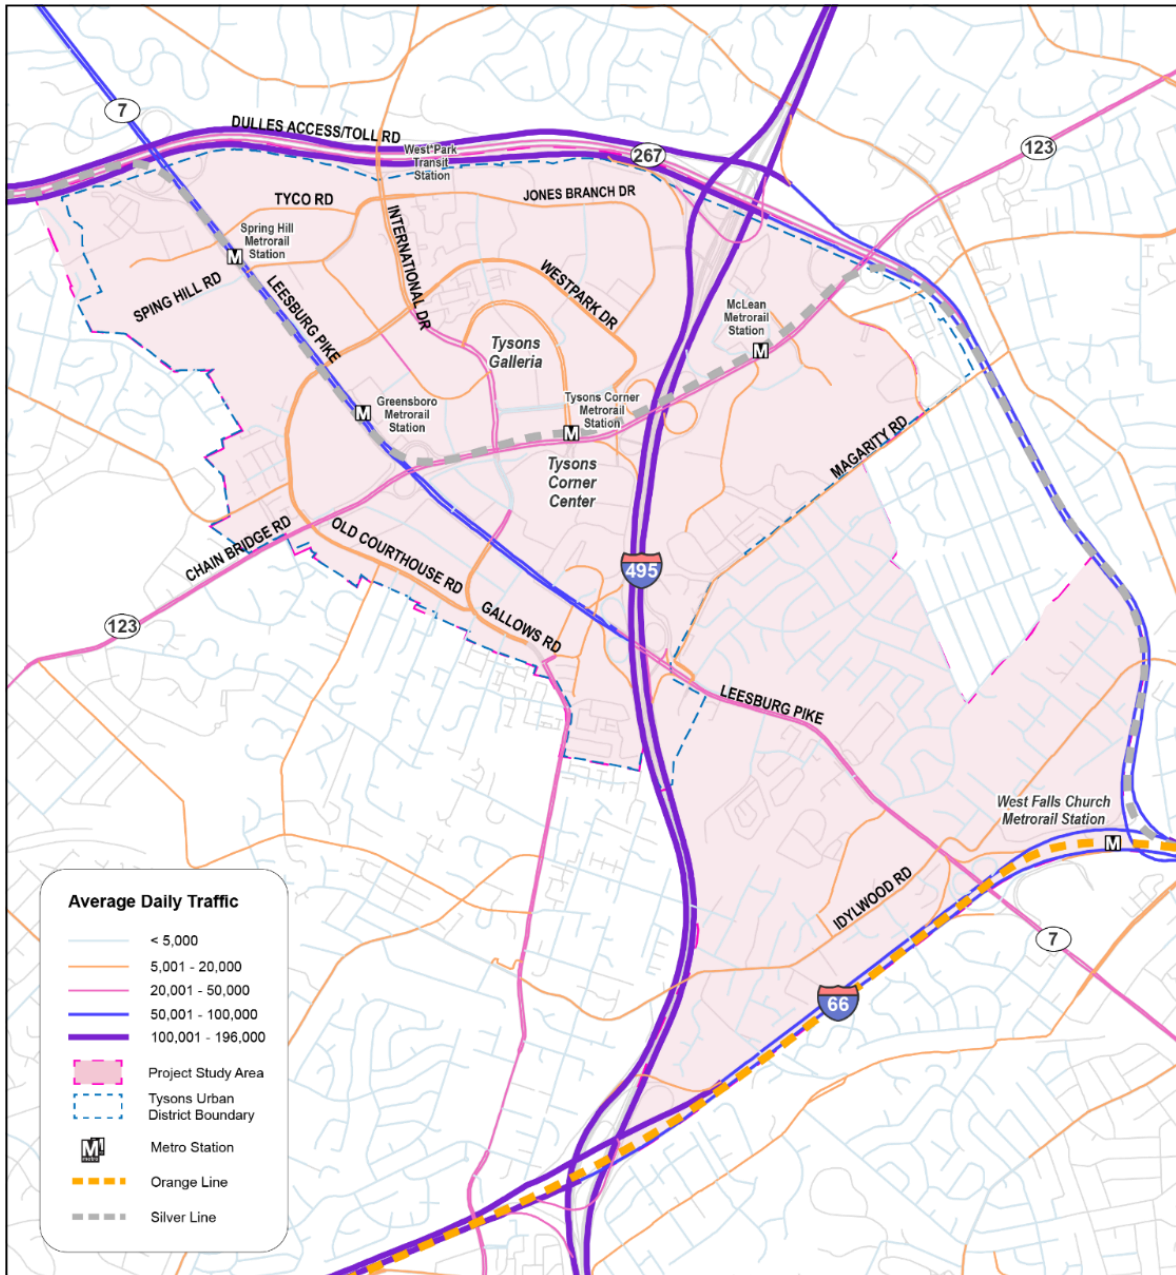 7
DULLES ACCESS/TOLL RD
West*Park
Transit
Station
267
123
TYCO RD
JONES BRANCH DR
Spring Hill
Metrorail
Station
M
INTERNATIONAL DR
WESTPARK DR
SPING HILL RD
LEESBURG PIKE
McLean
Metrorail
Station
M
Tysons
Galleria
Greensboro
Metrorail
Station
M
Tysons Corner
Metrorail
Station
M
MAGARITY RD
Tysons
Corner
Center
CHAIN BRIDGE RD
OLD COURTHOUSE RD
495
GALLOWS RD
123
LEESBURG PIKE
West Falls Church
Metrorail Station
M
IDYLWOOD RD
7
66
Average Daily Traffic
< 5,000
5,001 - 20,000
20,001 - 50,000
50,001 - 100,000
100,001 - 196,000
Project Study Area
Tysons Urban
District Boundary
M
metro
Metro Station
Orange Line
Silver Line